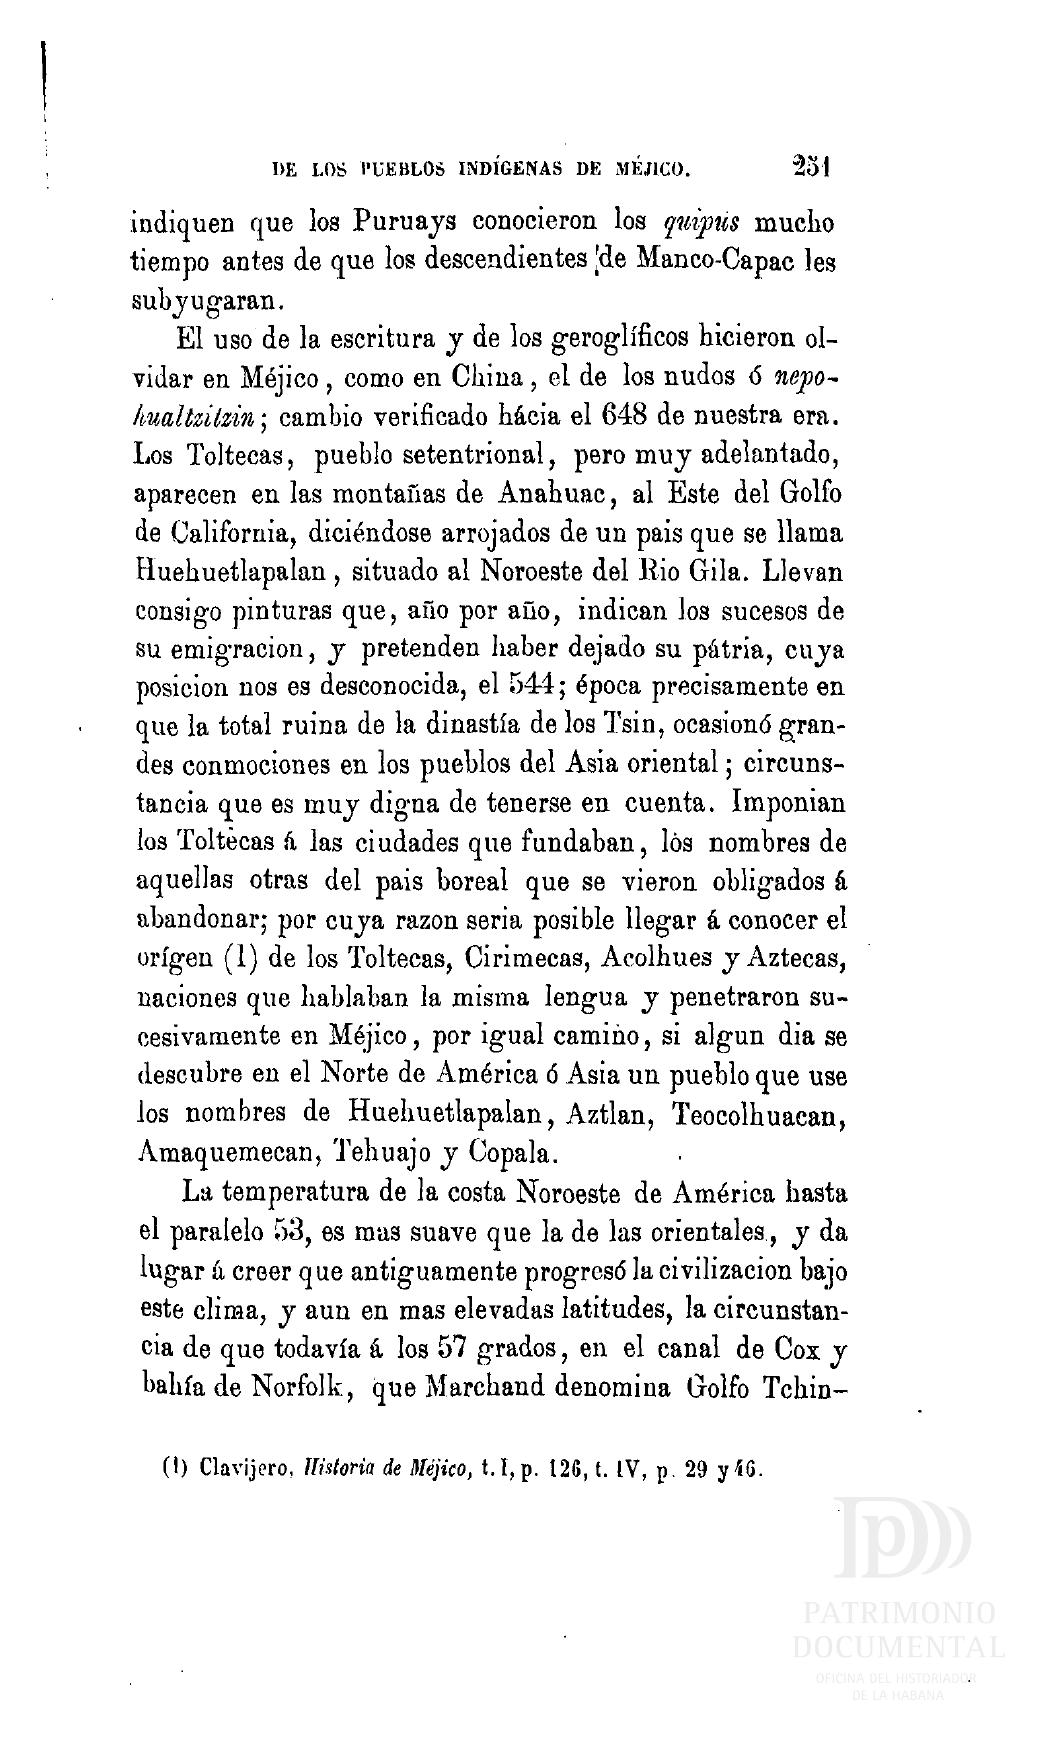 DE LOS PUEBLOS INDÍGENAS DE MÉJICO. 251
indiquen que los Puruays conocieron los quipus mucho
tiempo antes de que los descendientes de Manco-Capac les
subyugaran.
El uso de la escritura y de los geroglíficos hicieron ol-
vidar en Méjico, como en China, el de los nudos ó nepo-
hualtzitzin; cambio verificado hácia el 648 de nuestra era.
Los Toltecas, pueblo setentrional, pero muy adelantado,
aparecen en las montañas de Anahuac, al Este del Golfo
de California, diciéndose arrojados de un pais que se llama
Huehuetlapalan, situado al Noroeste del Rio Gila. Llevan
consigo pinturas que, año por año, indican los sucesos de
su emigracion, y pretenden haber dejado su pátria, cuya
posicion nos es desconocida, el 544; época precisamente en
que la total ruina de la dinastía de los Tsin, ocasionó gran-
des conmociones en los pueblos del Asia oriental; circuns-
tancia que es muy digna de tenerse en cuenta. Imponian
los Toltecas á las ciudades que fundaban, los nombres de
aquellas otras del pais boreal que se vieron obligados á
abandonar; por cuya razon seria posible llegar á conocer el
orígen (1) de los Toltecas, Cirimecas, Acolhues y Aztecas,
naciones que hablaban la misma lengua y penetraron su-
cesivamente en Méjico, por igual camino, si algun dia se
descubre en el Norte de América ó Asia un pueblo que use
los nombres de Huehuetlapalan, Aztlan, Teocolhuacan,
Amaquemecan, Tehuajo y Copala.
La temperatura de la costa Noroeste de América hasta
el paralelo 53, es mas suave que la de las orientales, y da
lugar á creer que antiguamente progresó la civilizacion bajo
este clima, y aun en mas elevadas latitudes, la circunstan-
cia de que todavía á los 57 grados, en el canal de Cox y
bahía de Norfolk, que Marchand denomina Golfo Tchin-
(1) Clavijero, Historia de Méjico, t. I, p. 126, t. IV, p. 29 y 46.
PATRIMONIO
DOCUMENTAL
OFICINA DEL HISTORIADOR
DE LA HABANA